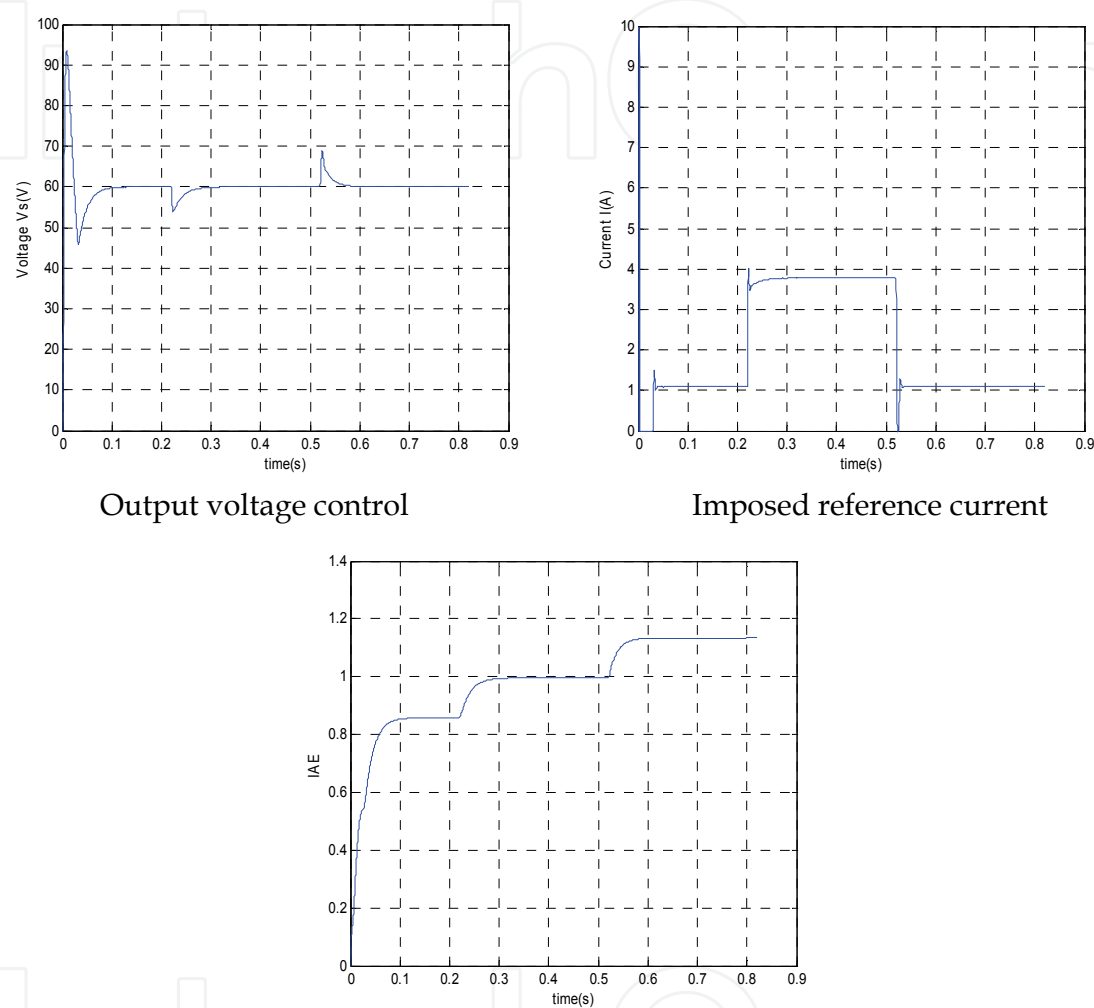 100
90
80
70
60
50
40
30
20
10
0
Voltage Vs(V)
0 0.1 0.2 0.3 0.4 0.5 0.6 0.7 0.8 0.9
time(s)
10
9
8
7
6
5
4
3
2
1
0
Current I(A)
0 0.1 0.2 0.3 0.4 0.5 0.6 0.7 0.8 0.9
time(s)
Output voltage control
Imposed reference current
1.4
1.2
1
0.8
0.6
0.4
0.2
0
IAE
0 0.1 0.2 0.3 0.4 0.5 0.6 0.7 0.8 0.9
time(s)